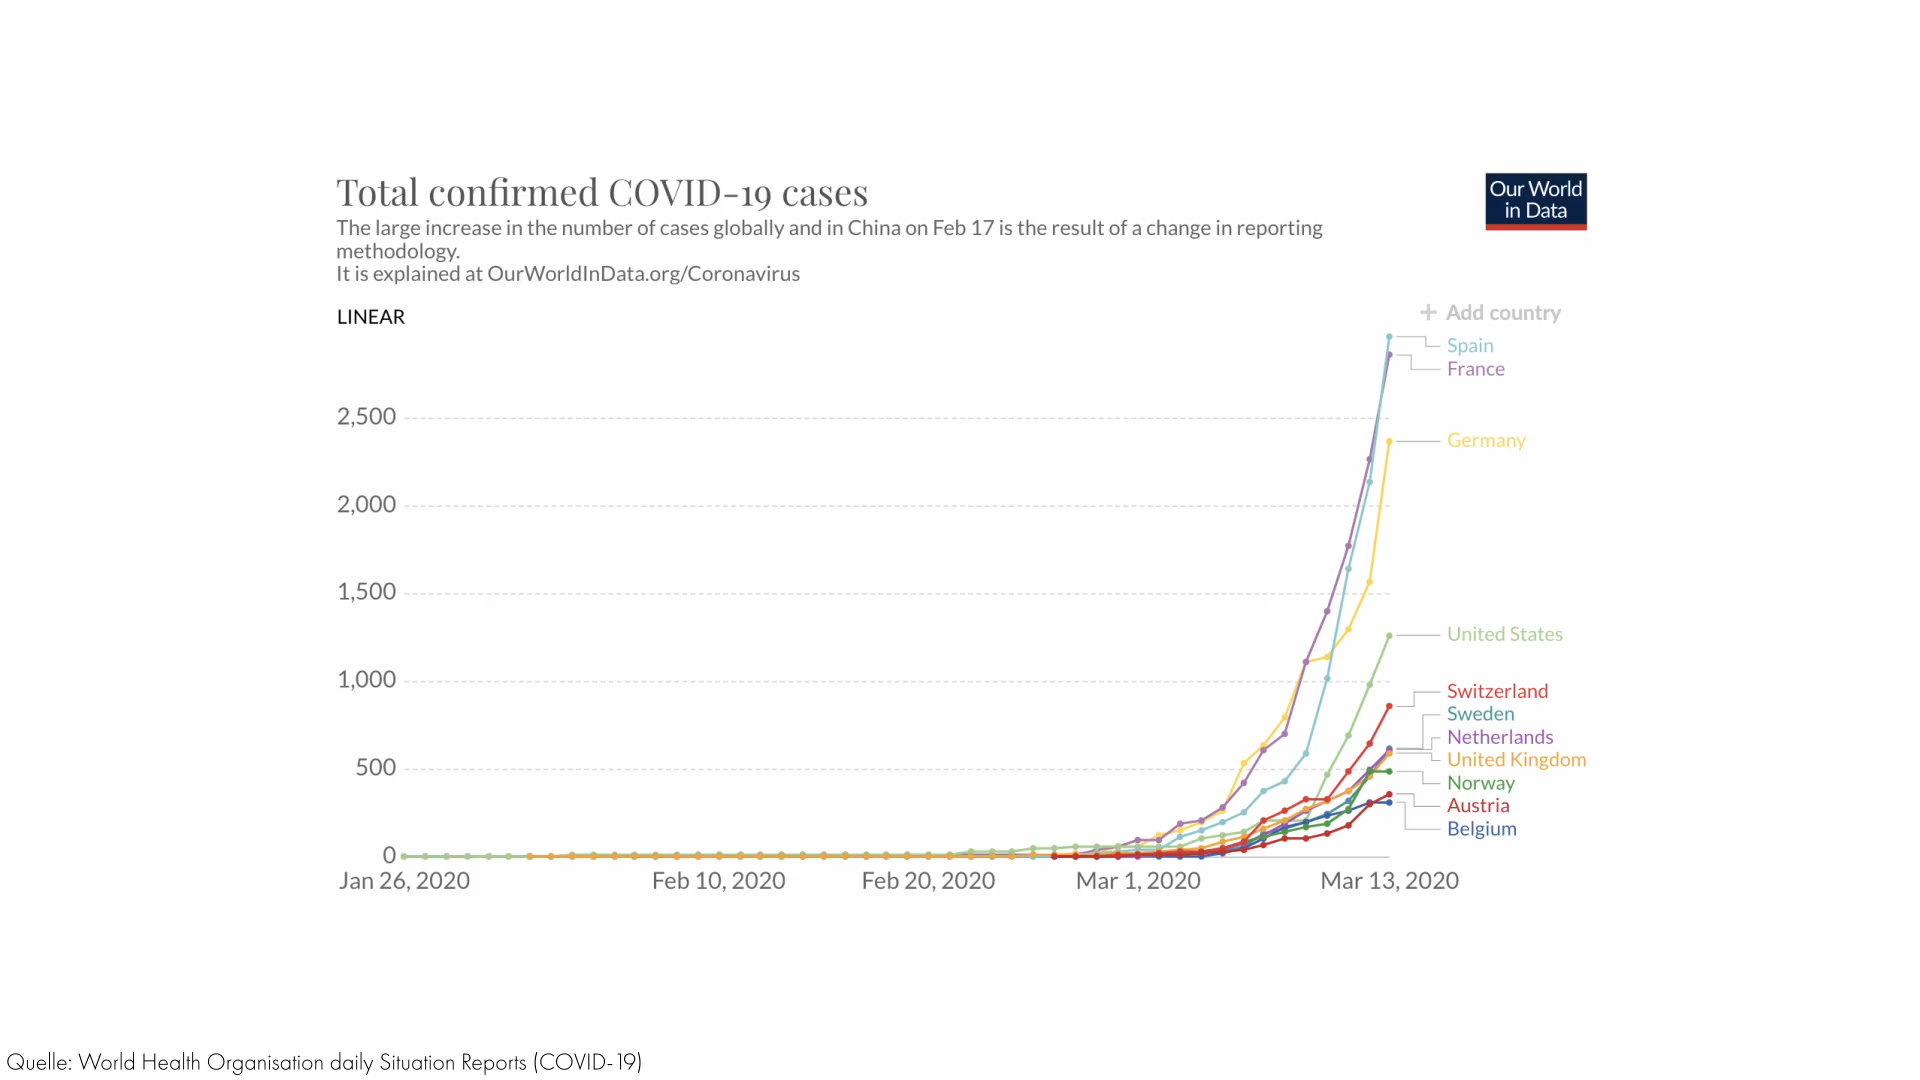 Total confirmed COVID-19 cases
The large increase in the number of cases globally and in China on Feb 17 is the result of a change in reporting
methodology.
It is explained at OurWorldInData.org/Coronavirus
Our World
in Data
LINEAR
+ Add country
Spain
France
2,500
Germany
2,000
1,500
United States
1,000
Switzerland
Sweden
Netherlands
United Kingdom
500
Norway
Austria
Belgium
0
Jan 26, 2020 Feb 10, 2020 Feb 20, 2020 Mar 1, 2020 Mar 13, 2020
Quelle: World Health Organisation daily Situation Reports (COVID-19)